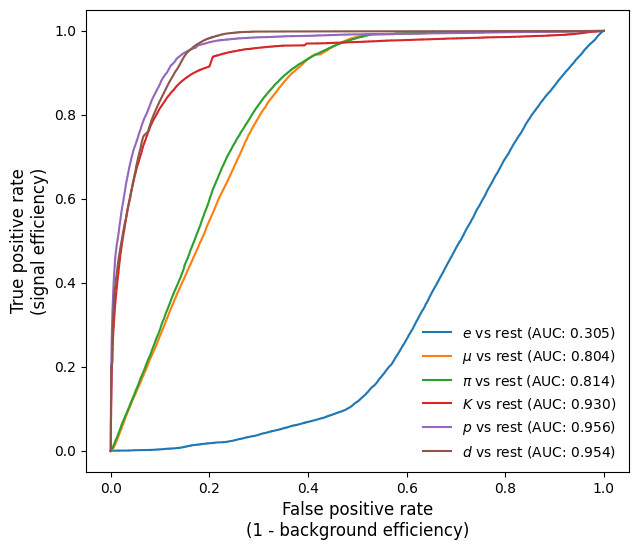 1.0
0.8
0.6
0.4
0.2
0.0
True positive rate
(signal efficiency)
e vs rest (AUC: 0.305)
μ vs rest (AUC: 0.804)
π vs rest (AUC: 0.814)
K vs rest (AUC: 0.930)
p vs rest (AUC: 0.956)
d vs rest (AUC: 0.954)
0.0 0.2 0.4 0.6 0.8 1.0
False positive rate
(1 - background efficiency)